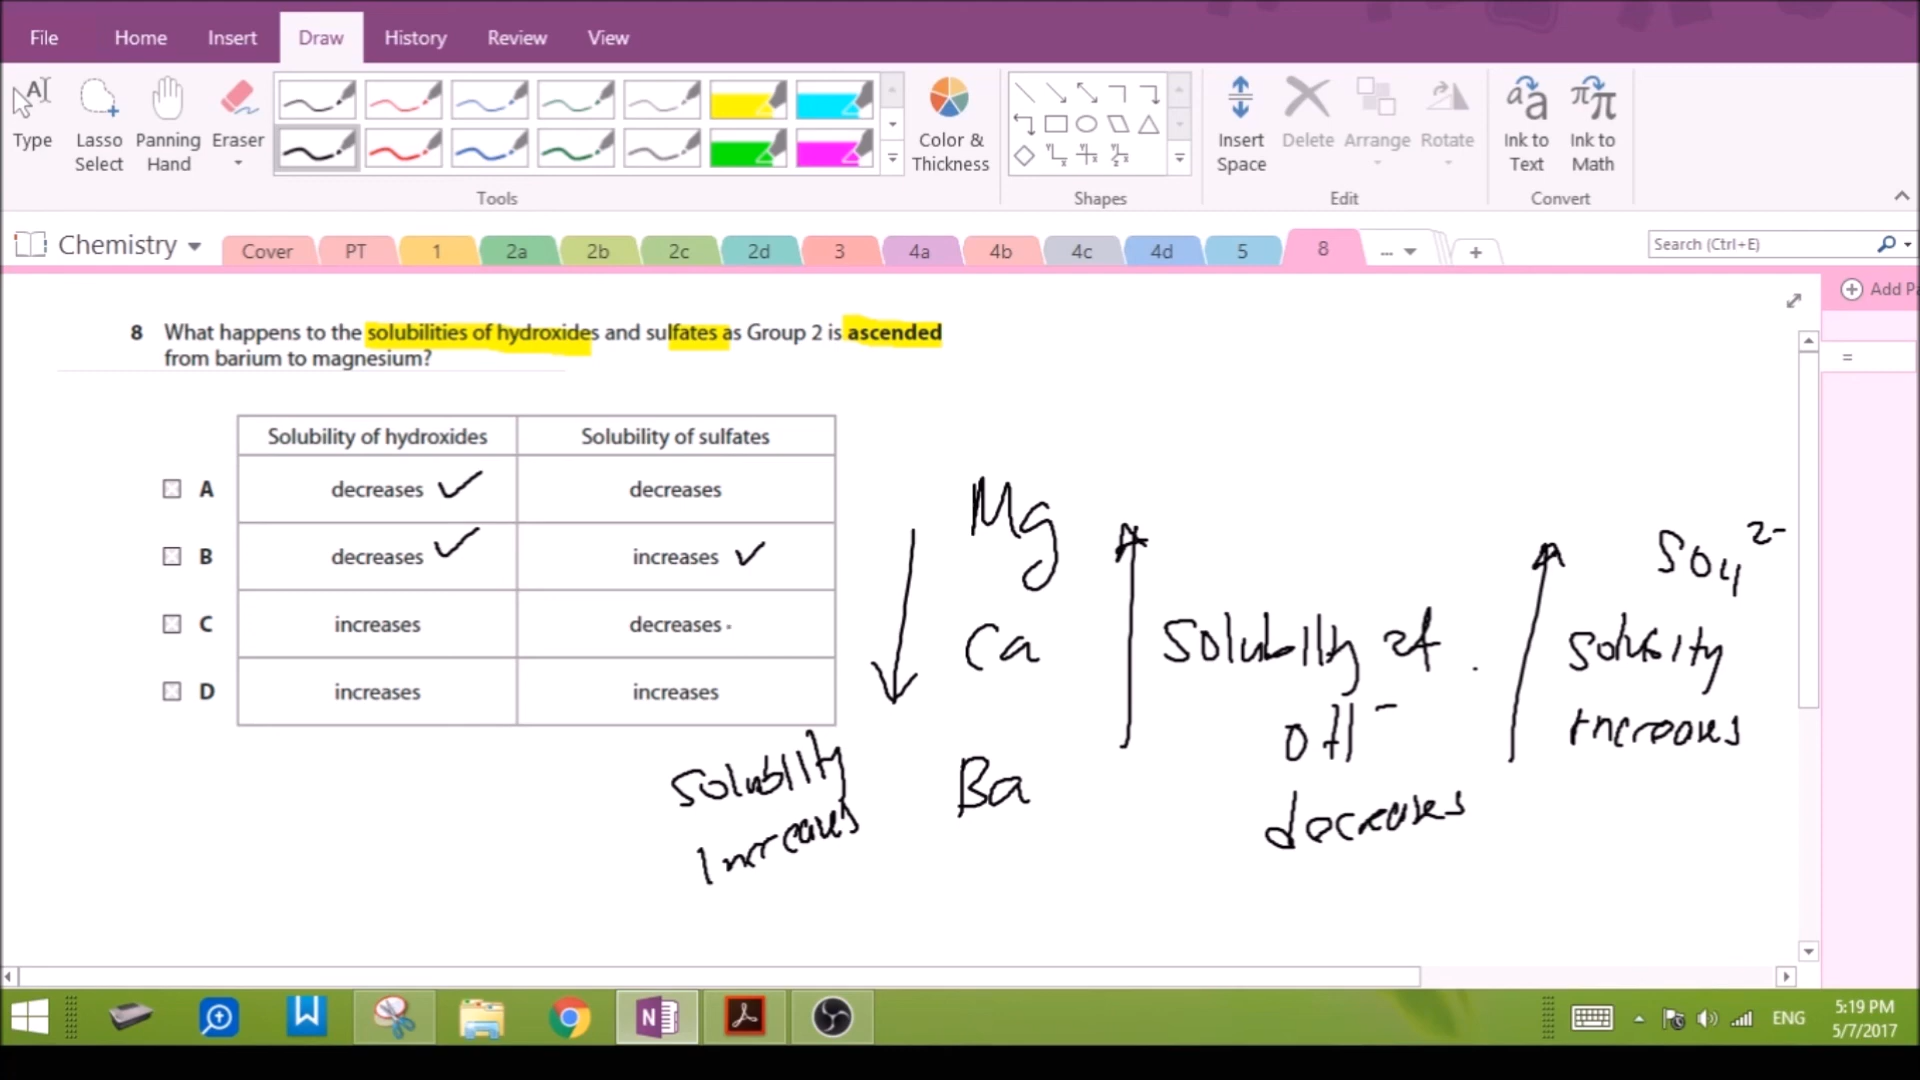 File Home Insert Draw History Review View
Type
Lasso Select
Panning Hand
Eraser
Color & Thickness
Insert Space
Delete
Arrange
Rotate
Ink to Text
Ink to Math
Tools
Shapes
Edit
Convert
Chemistry
Cover PT 1 2a 2b 2c 2d 3 4a 4b 4c 4d 5 8 ... +
Search (Ctrl+E)
Add Pa
8 What happens to the solubilities of hydroxides and sulfates as Group 2 is ascended
from barium to magnesium?
Solubility of hydroxides Solubility of sulfates
A decreases ✓ decreases
B decreases ✓ increases ✓
C increases decreases
D increases increases
Solubility
increases
Mg
Ca
Ba
Solubility of
OH⁻
decreases
SO₄²⁻
solubility
increases
ENG
5:19 PM
5/7/2017